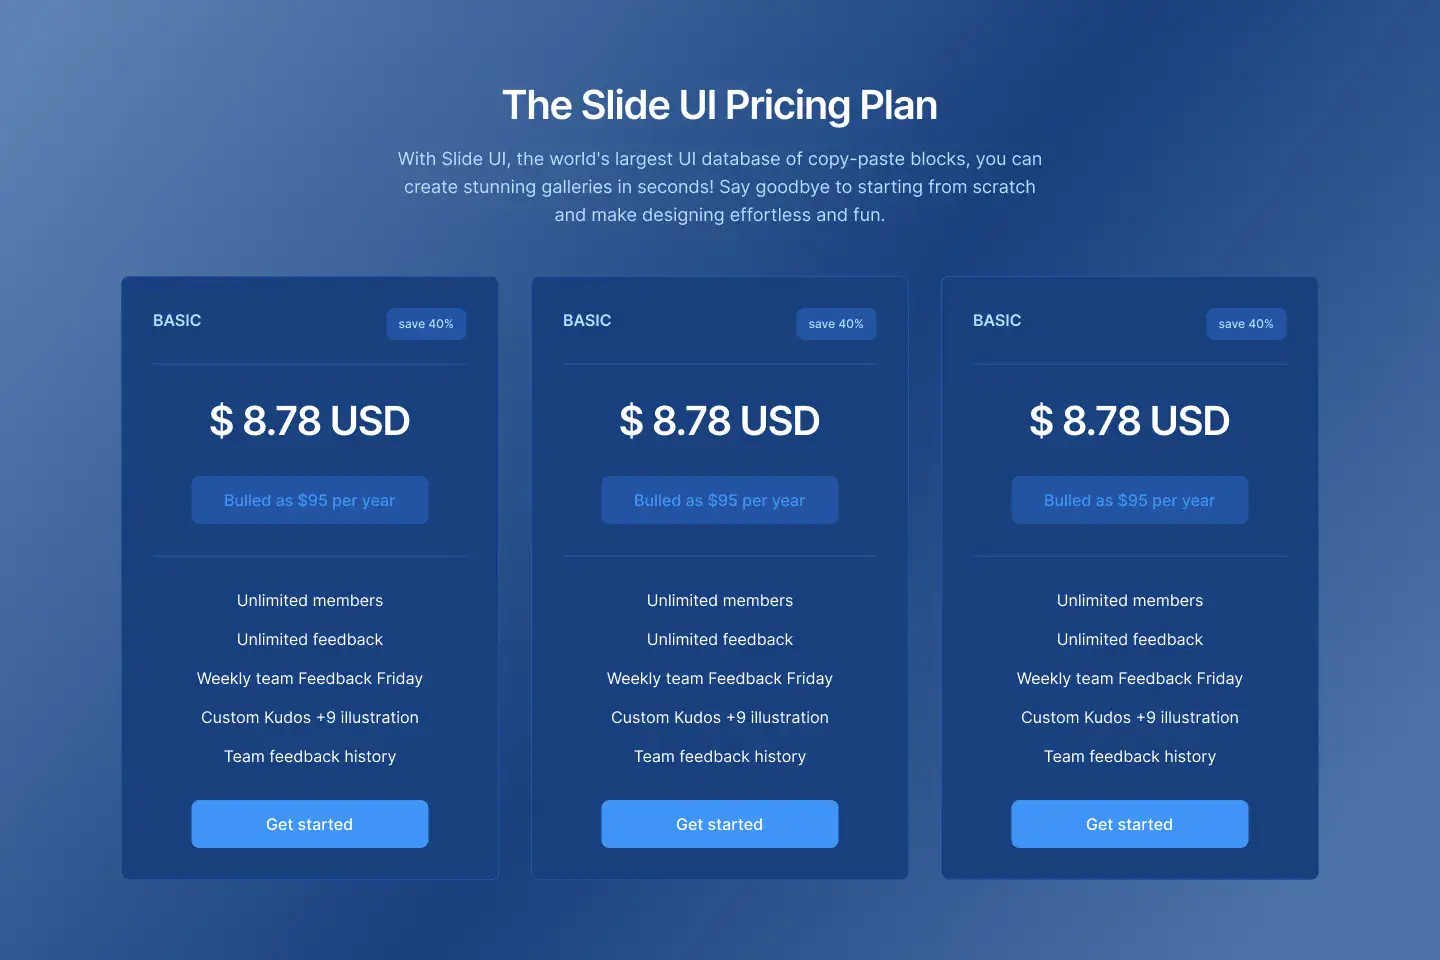 The Slide UI Pricing Plan
With Slide UI, the world's largest UI database of copy-paste blocks, you can
create stunning galleries in seconds! Say goodbye to starting from scratch
and make designing effortless and fun.
BASIC
save 40%
$ 8.78 USD
Bulled as $95 per year
Unlimited members
Unlimited feedback
Weekly team Feedback Friday
Custom Kudos +9 illustration
Team feedback history
Get started
BASIC
save 40%
$ 8.78 USD
Bulled as $95 per year
Unlimited members
Unlimited feedback
Weekly team Feedback Friday
Custom Kudos +9 illustration
Team feedback history
Get started
BASIC
save 40%
$ 8.78 USD
Bulled as $95 per year
Unlimited members
Unlimited feedback
Weekly team Feedback Friday
Custom Kudos +9 illustration
Team feedback history
Get started